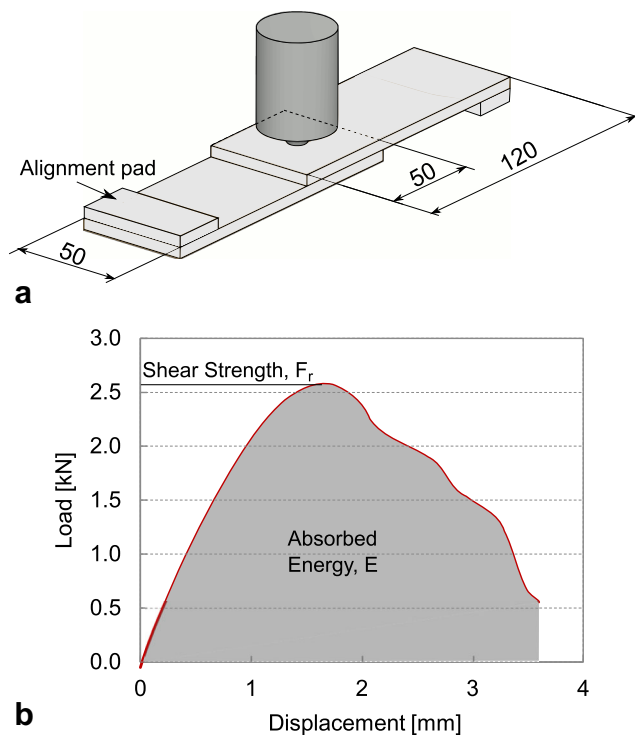 Alignment pad
50
50
120
a
3.0
2.5
2.0
1.5
1.0
0.5
0.0
Load [kN]
Shear Strength, Fr
Absorbed
Energy, E
0
1
2
3
4
Displacement [mm]
b